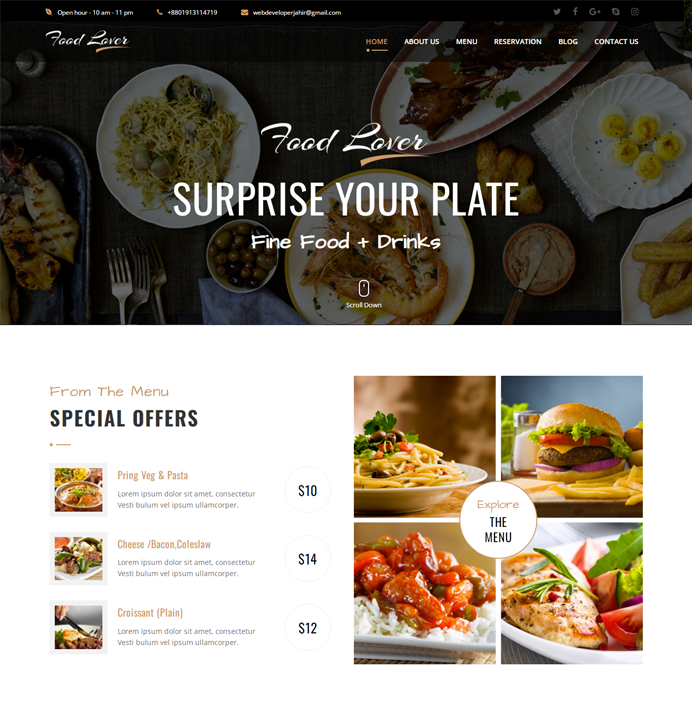 Open hour - 10 am - 11 pm
+8801913114719
webdeveloperjahir@gmail.com
Food Lover
HOME
ABOUT US
MENU
RESERVATION
BLOG
CONTACT US
Food Lover
SURPRISE YOUR PLATE
Fine Food + Drinks
Scroll Down
From The Menu
SPECIAL OFFERS
Pring Veg & Pasta
Lorem ipsum dolor sit amet, consectetur
Vesti bulum vel ipsum ullamcorper.
$10
Cheese /Bacon,Coleslaw
Lorem ipsum dolor sit amet, consectetur
Vesti bulum vel ipsum ullamcorper.
$14
Croissant (Plain)
Lorem ipsum dolor sit amet, consectetur
Vesti bulum vel ipsum ullamcorper.
$12
Explore
THE
MENU